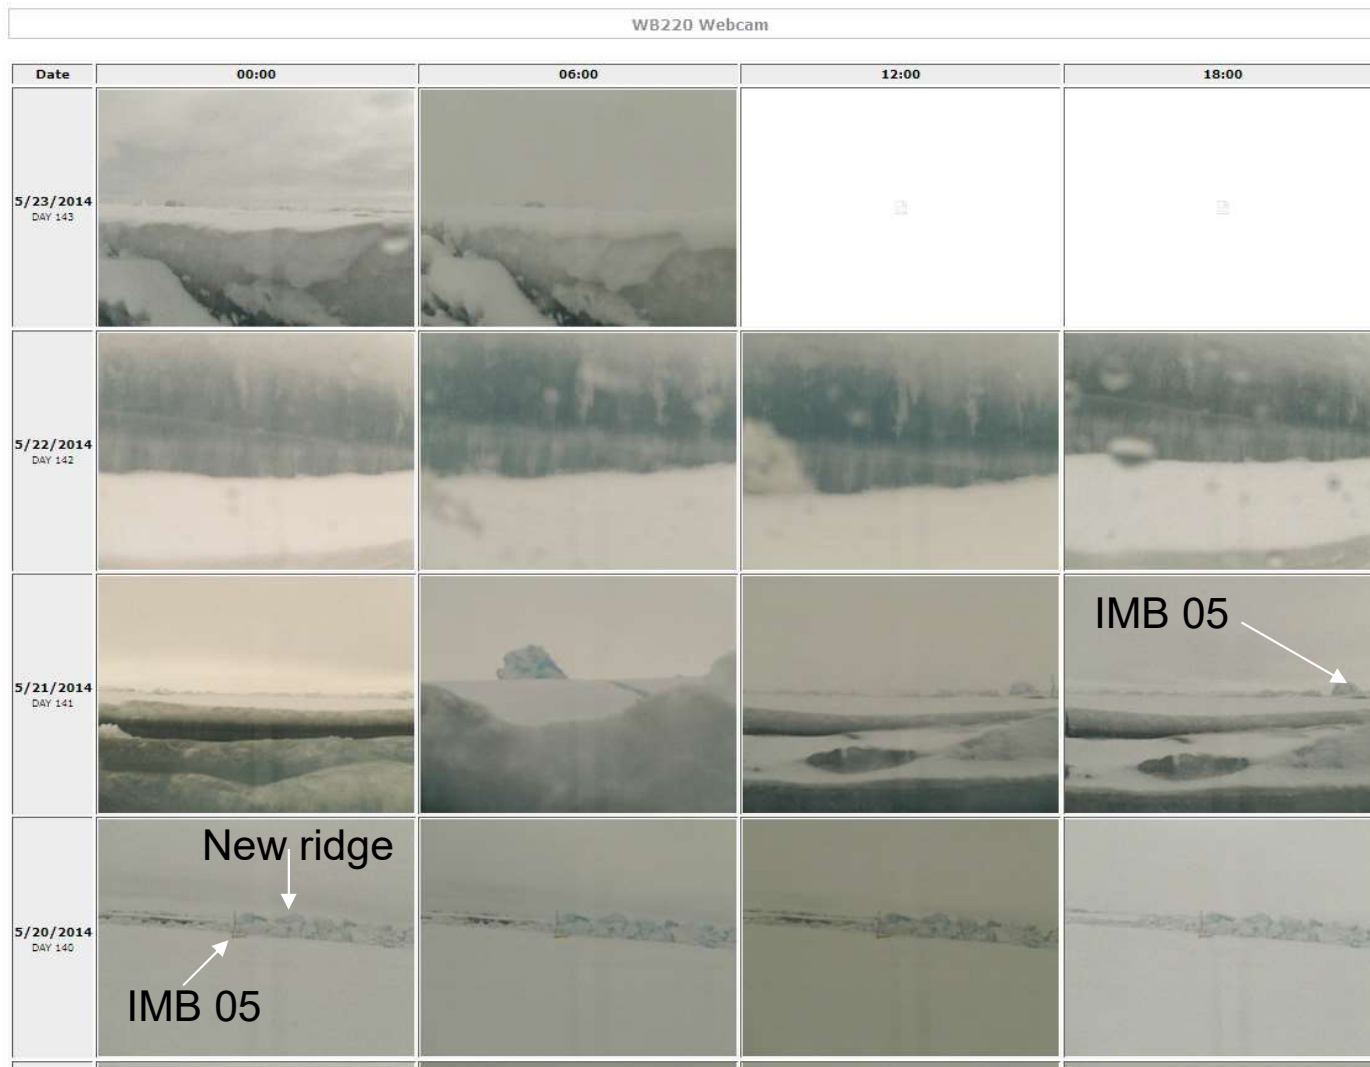 WB220 Webcam
Date 00:00 06:00 12:00 18:00
5/23/2014
DAY 143
5/22/2014
DAY 142
5/21/2014
DAY 141
IMB 05
5/20/2014
DAY 140
New ridge
IMB 05